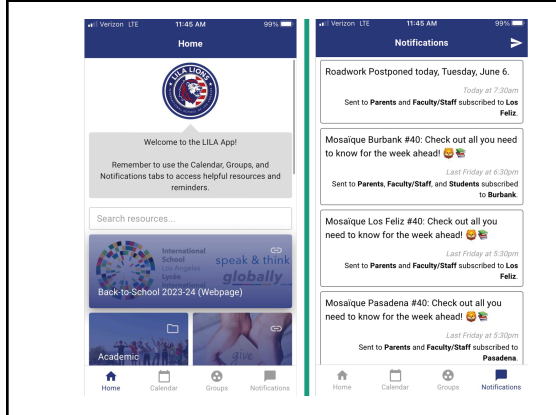 Verizon LTE 11:45 AM 99%
Home
LILA LIONS
Welcome to the LILA App!
Remember to use the Calendar, Groups, and
Notifications tabs to access helpful resources and
reminders.
Search resources...
International
School
Los Angeles
Lycée
International
speak & think
globally
Back-to-School 2023-24 (Webpage)
Academic
give
Home Calendar Groups Notifications
Verizon LTE 11:45 AM 99%
Notifications
Roadwork Postponed today, Tuesday, June 6.
Today at 7:30am
Sent to Parents and Faculty/Staff subscribed to Los
Feliz.
Mosaïque Burbank #40: Check out all you need
to know for the week ahead! 🦁📚
Last Friday at 6:30pm
Sent to Parents, Faculty/Staff, and Students subscribed
to Burbank.
Mosaïque Los Feliz #40: Check out all you
need to know for the week ahead! 🦁📚
Last Friday at 5:30pm
Sent to Parents and Faculty/Staff subscribed to Los
Feliz.
Mosaïque Pasadena #40: Check out all you
need to know for the week ahead! 🦁📚
Last Friday at 5:30pm
Sent to Parents and Faculty/Staff subscribed to
Pasadena.
Home Calendar Groups Notifications